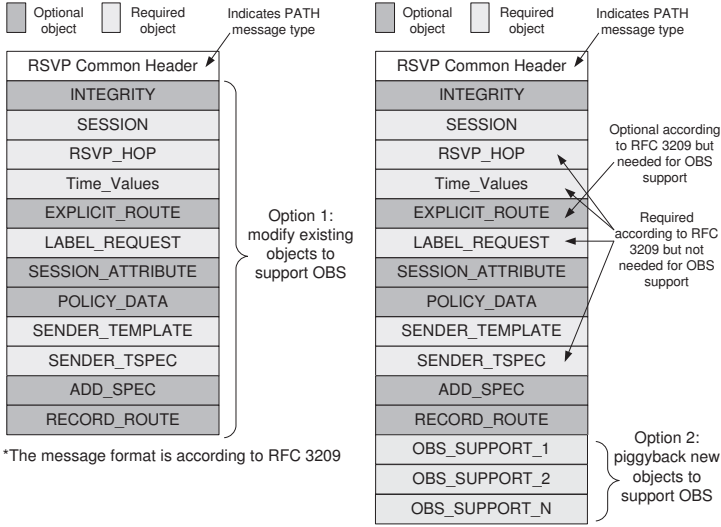 Optional object
Required object
Indicates PATH message type
RSVP Common Header
INTEGRITY
SESSION
RSVP_HOP
Time_Values
EXPLICIT_ROUTE
LABEL_REQUEST
SESSION_ATTRIBUTE
POLICY_DATA
SENDER_TEMPLATE
SENDER_TSPEC
ADD_SPEC
RECORD_ROUTE
Option 1:
modify existing
objects to
support OBS
*The message format is according to RFC 3209
Optional object
Required object
Indicates PATH message type
RSVP Common Header
INTEGRITY
SESSION
RSVP_HOP
Time_Values
EXPLICIT_ROUTE
LABEL_REQUEST
SESSION_ATTRIBUTE
POLICY_DATA
SENDER_TEMPLATE
SENDER_TSPEC
ADD_SPEC
RECORD_ROUTE
OBS_SUPPORT_1
OBS_SUPPORT_2
OBS_SUPPORT_N
Optional according
to RFC 3209 but
needed for OBS
support
Required
according to RFC
3209 but not
needed for OBS
support
Option 2:
piggyback new
objects to
support OBS